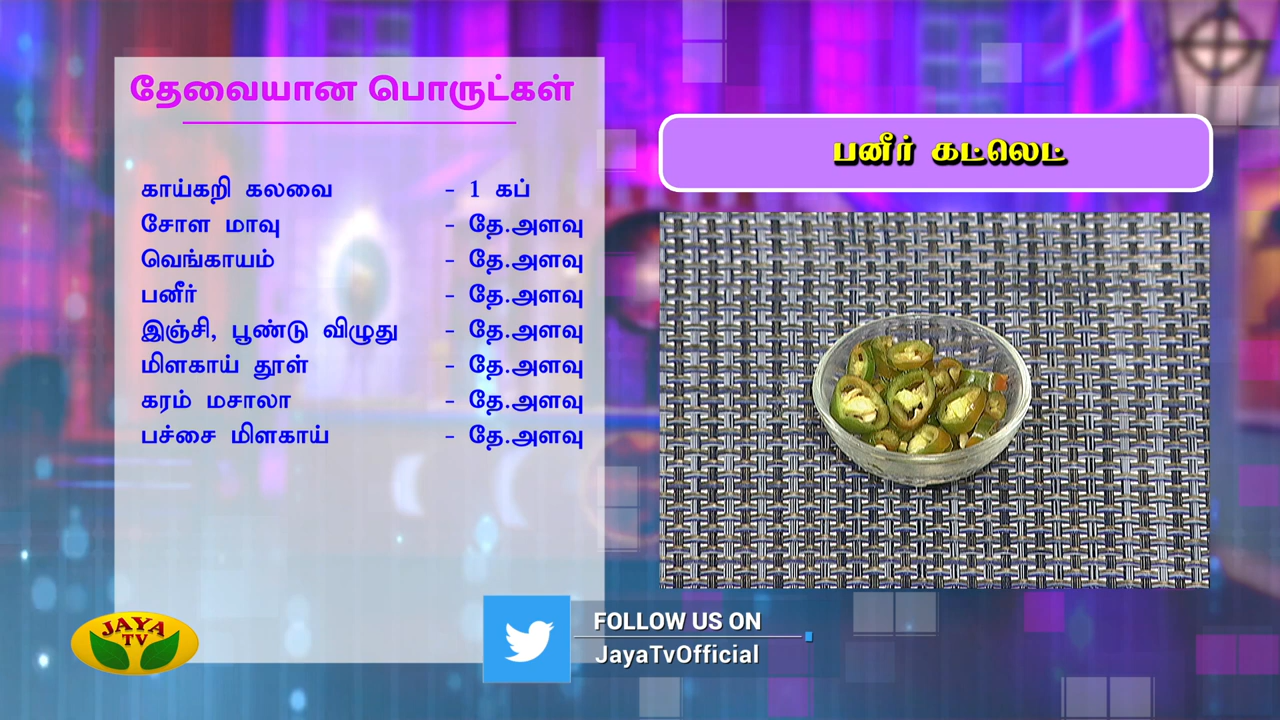 தேவையான பொருட்கள்
காய்கறி கலவை - 1 கப்
சோள மாவு - தே.அளவு
வெங்காயம் - தே.அளவு
பனீர் - தே.அளவு
இஞ்சி, பூண்டு விழுது - தே.அளவு
மிளகாய் தூள் - தே.அளவு
கரம் மசாலா - தே.அளவு
பச்சை மிளகாய் - தே.அளவு
பனீர் கட்லெட்
JAYA
TV
FOLLOW US ON
JayaTvOfficial